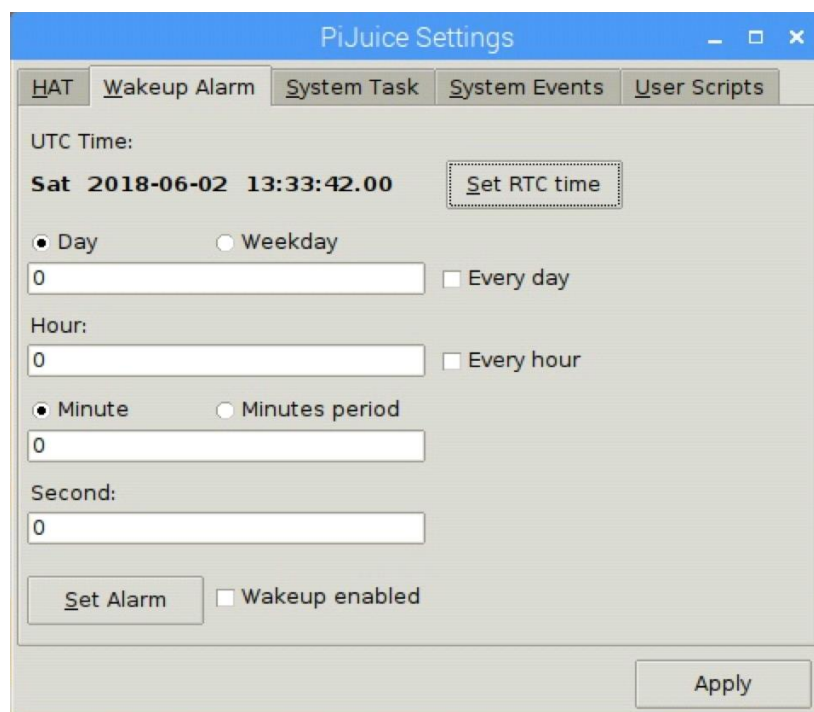 PiJuice Settings
HAT Wakeup Alarm System Task System Events User Scripts
UTC Time:
Sat 2018-06-02 13:33:42.00 Set RTC time
Day Weekday
0 Every day
Hour:
0 Every hour
Minute Minutes period
0
Second:
0
Set Alarm Wakeup enabled
Apply